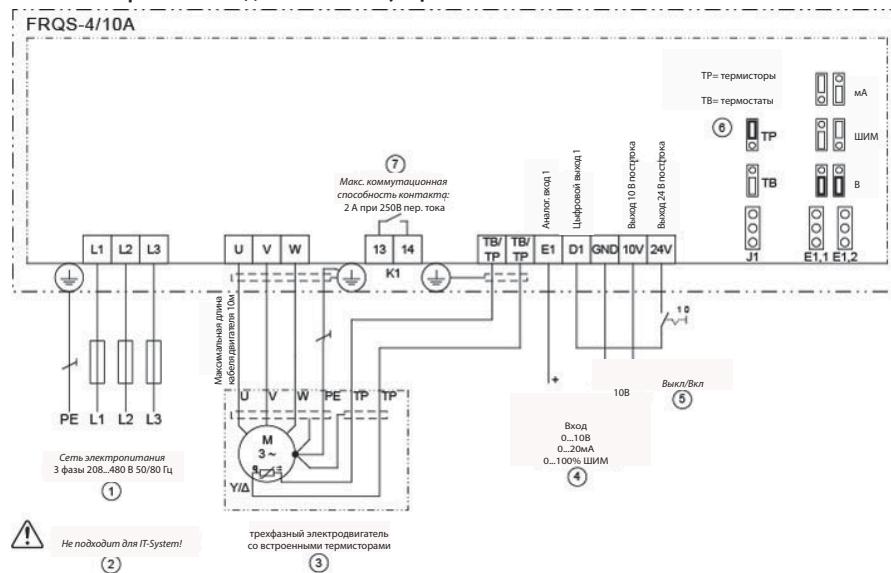 FRQS-4/10A
TP= термисторы
TB= термостаты
мА
ШИМ
В
⑥
TP
TB
J1
E1,1 E1,2
⑦
Макс. коммутационная
способность контакта:
2 А при 250В пер. тока
Аналог. вход 1
Цифровой выход 1
Выход 10 В пост. тока
Выход 24 В пост. тока
L1 L2 L3
U V W
13 14
K1
TB/TP TB/TP E1 D1 GND 10V 24V
1 0
Максимальная длина
кабеля двигателя 10м
PE L1 L2 L3
U V W PE TP TP
M
3 ~
Y/Δ
+
10В
Выкл/Вкл
⑤
Вход
0...10В
0...20мА
0...100% ШИМ
④
Сеть электропитания
3 фазы 208...480 В 50/80 Гц
①
Не подходит для IT-System!
②
трехфазный электродвигатель
со встроенными термисторами
③